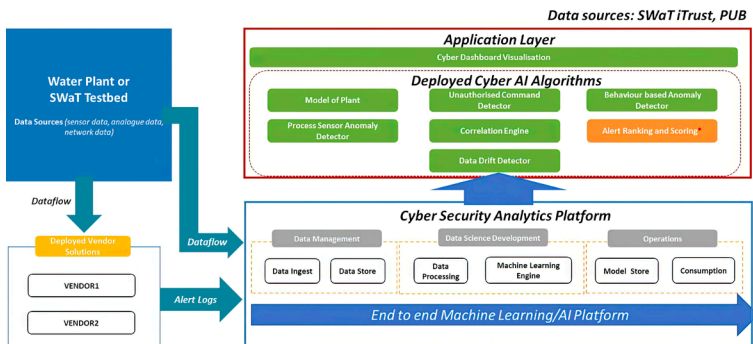 Data sources: SWaT iTrust, PUB
Application Layer
Cyber Dashboard Visualisation
Deployed Cyber AI Algorithms
Model of Plant
Unauthorised Command
Detector
Behaviour based Anomaly
Detector
Process Sensor Anomaly
Detector
Correlation Engine
Alert Ranking and Scoring*
Data Drift Detector
Water Plant or
SWaT Testbed
Data Sources (sensor data, analogue data,
network data)
Dataflow
Dataflow
Deployed Vendor
Solutions
VENDOR1
VENDOR2
Alert Logs
Cyber Security Analytics Platform
Data Management
Data Science Development
Operations
Data Ingest
Data Store
Data
Processing
Machine Learning
Engine
Model Store
Consumption
End to end Machine Learning/AI Platform